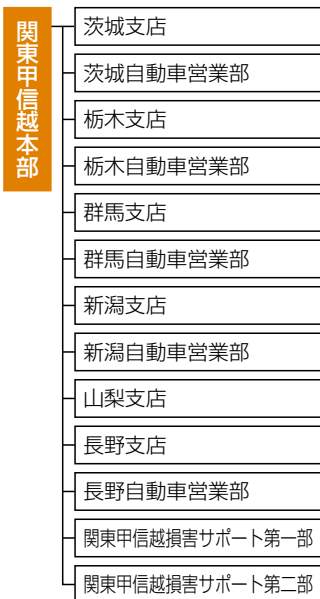 関東甲信越本部
茨城支店
茨城自動車営業部
栃木支店
栃木自動車営業部
群馬支店
群馬自動車営業部
新潟支店
新潟自動車営業部
山梨支店
長野支店
長野自動車営業部
関東甲信越損害サポート第一部
関東甲信越損害サポート第二部